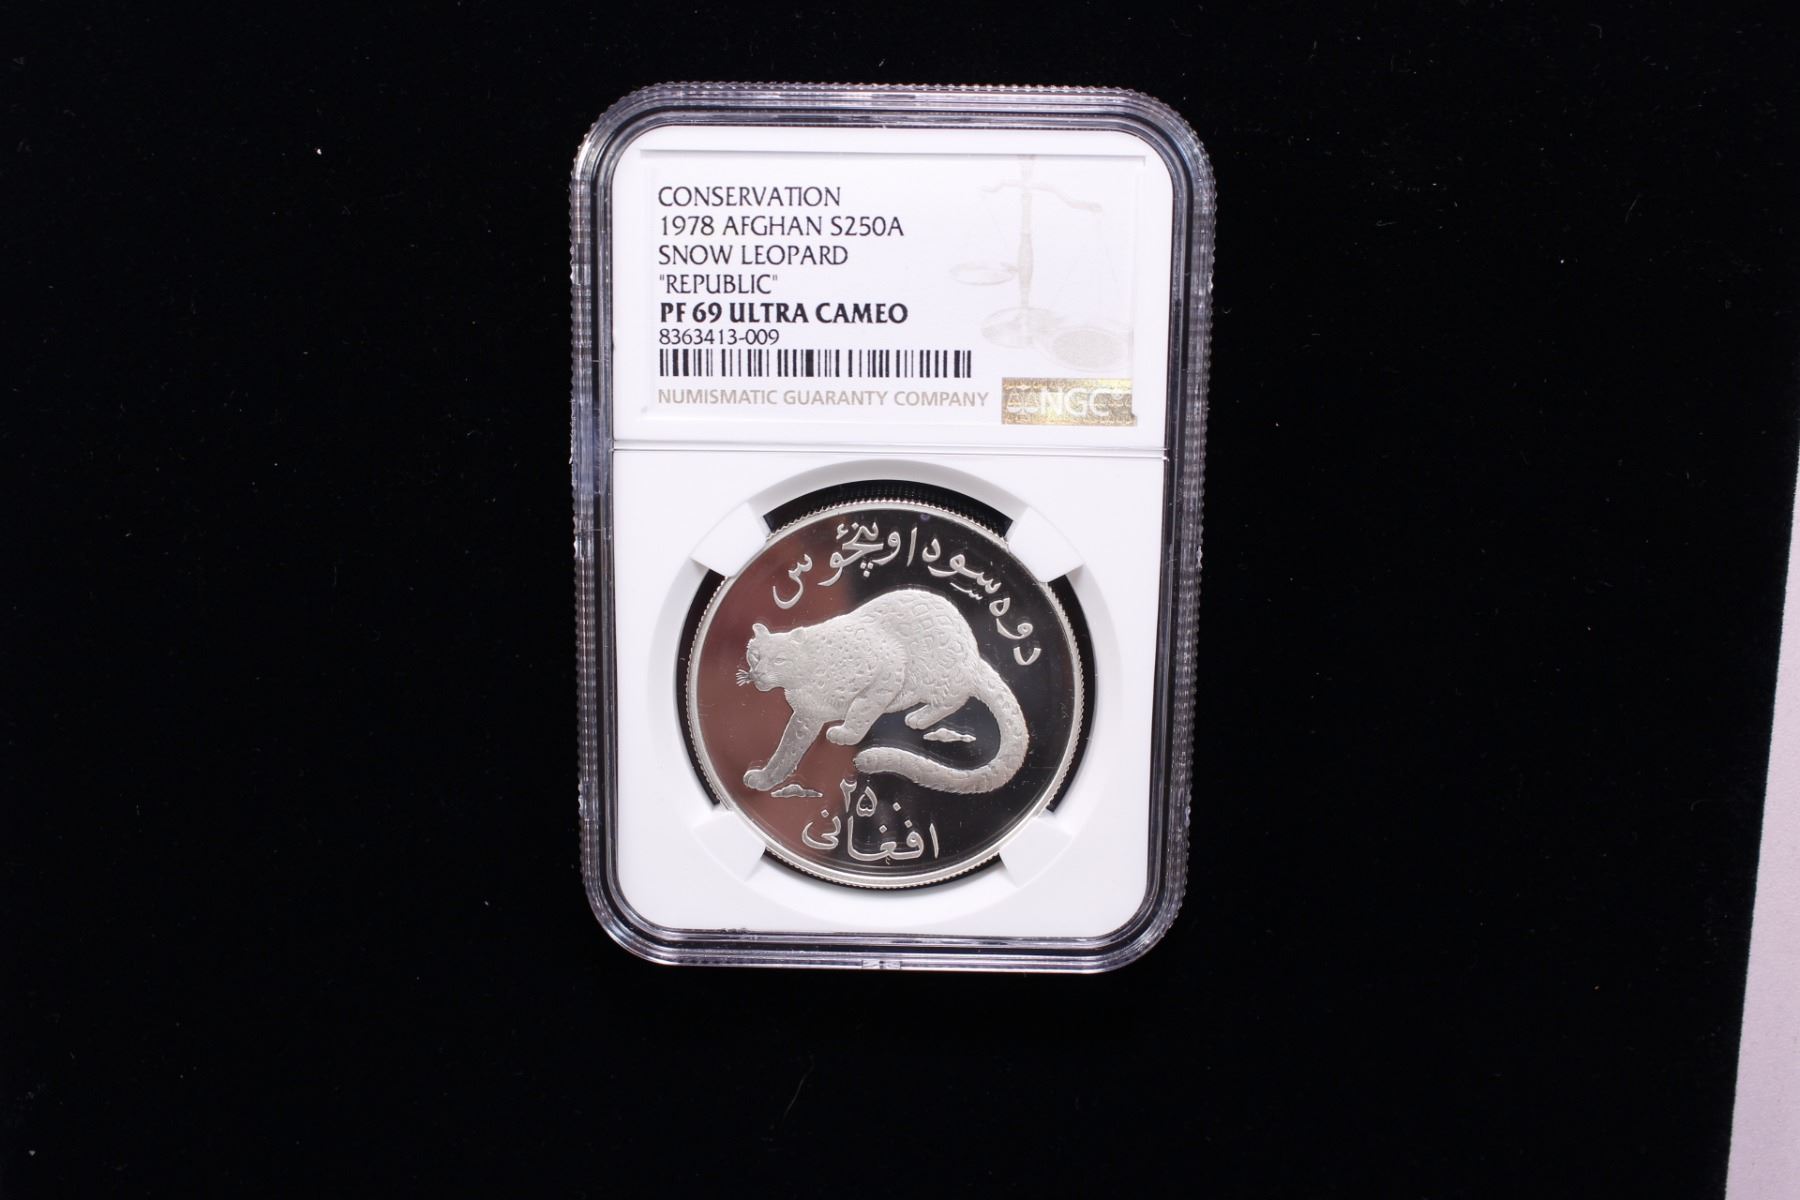 CONSERVATION
1978 AFGHAN S250A
SNOW LEOPARD
"REPUBLIC"
PF 69 ULTRA CAMEO
8363413-009
NUMISMATIC GUARANTY COMPANY
NGC
دوه سوه او پنځوس
۲۵۰
افغانۍ